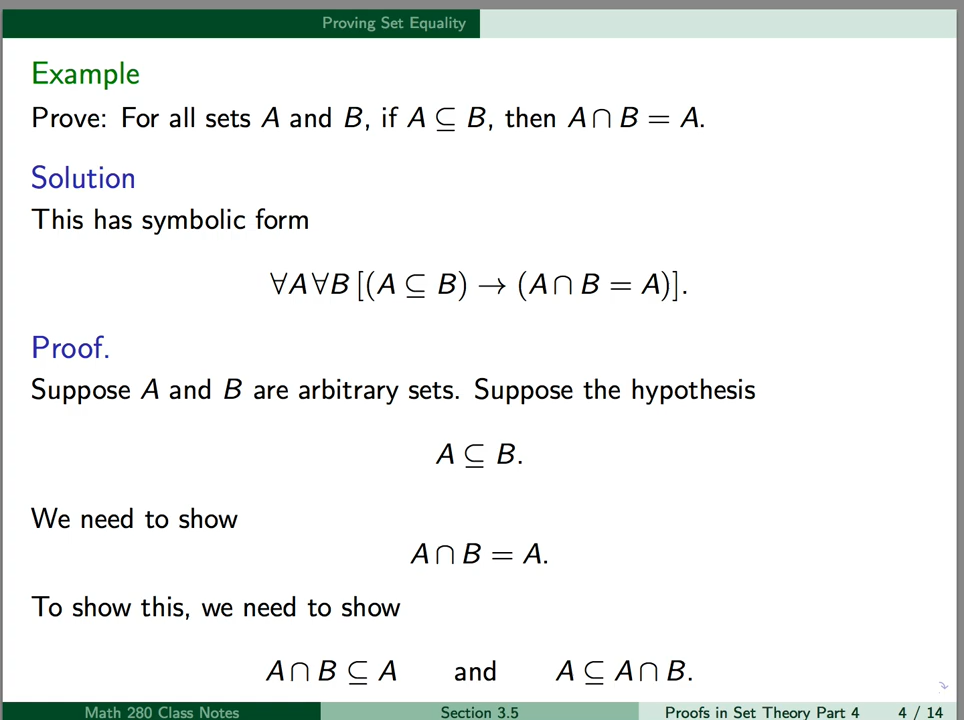 Proving Set Equality
Example
Prove: For all sets A and B, if A ⊆ B, then A ∩ B = A.
Solution
This has symbolic form
∀A∀B [(A ⊆ B) → (A ∩ B = A)].
Proof.
Suppose A and B are arbitrary sets. Suppose the hypothesis
A ⊆ B.
We need to show
A ∩ B = A.
To show this, we need to show
A ∩ B ⊆ A and A ⊆ A ∩ B.
Math 280 Class Notes Section 3.5 Proofs in Set Theory Part 4 4 / 14